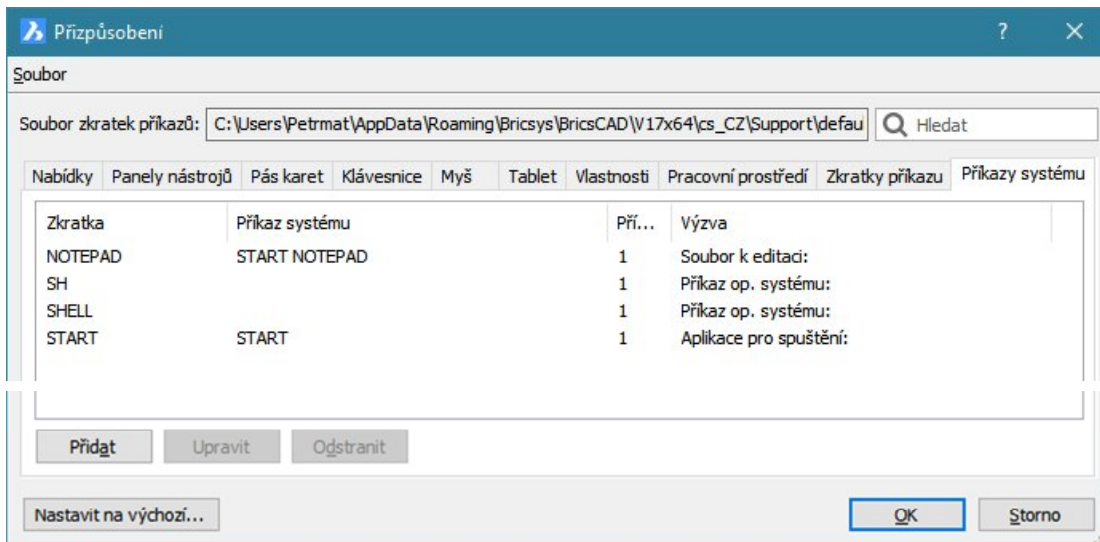 Přizpůsobení ? ✕
Soubor
Soubor zkratek příkazů: C:\Users\Petrmat\AppData\Roaming\Bricsys\BricsCAD\V17x64\cs_CZ\Support\defau Hledat
Nabídky Panely nástrojů Pás karet Klávesnice Myš Tablet Vlastnosti Pracovní prostředí Zkratky příkazu Příkazy systému
Zkratka Příkaz systému Pří... Výzva
NOTEPAD START NOTEPAD 1 Soubor k editaci:
SH 1 Příkaz op. systému:
SHELL 1 Příkaz op. systému:
START START 1 Aplikace pro spuštění:
Přidat Upravit Odstranit
Nastavit na výchozí... OK Storno